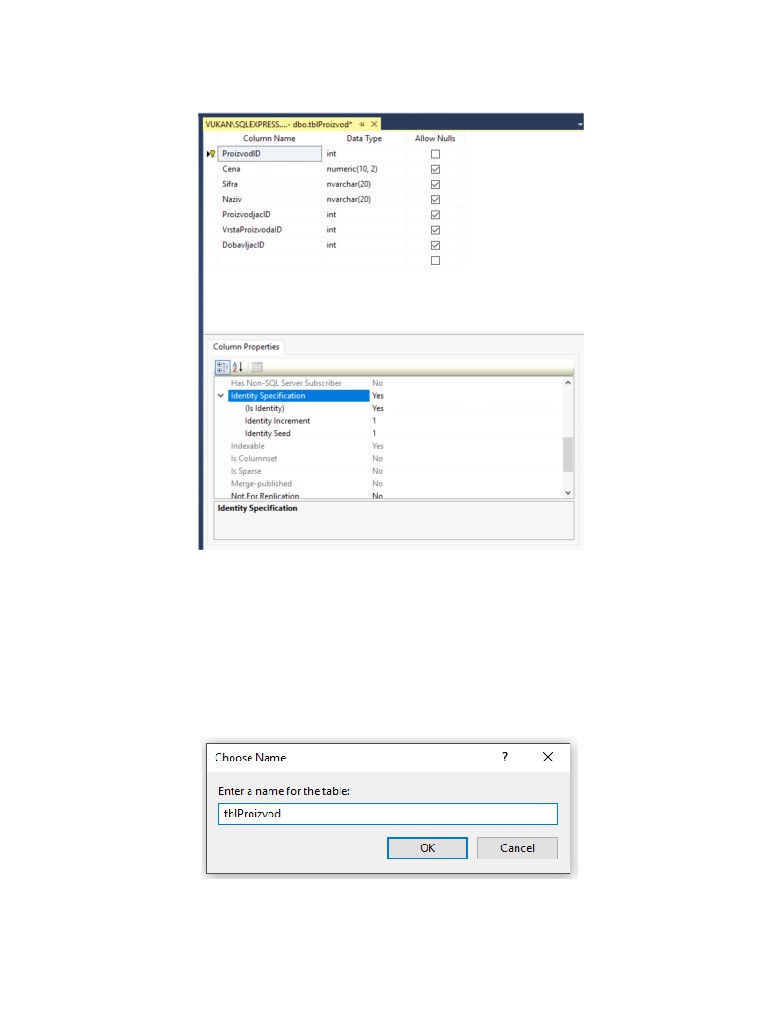 VUKAN\SQLEXPRESS....- dbo.tblProizvod*
Column Name Data Type Allow Nulls
ProizvodID int
Cena numeric(10, 2)
Sifra nvarchar(20)
Naziv nvarchar(20)
ProizvodjacID int
VrstaProizvodaID int
DobavljacID int
Column Properties
Has Non-SQL Server Subscriber No
Identity Specification Yes
(Is Identity) Yes
Identity Increment 1
Identity Seed 1
Indexable Yes
Is Columnset No
Is Sparse No
Merge-published No
Not For Replication No
Identity Specification
Choose Name ?
Enter a name for the table:
tblProizvod
OK Cancel